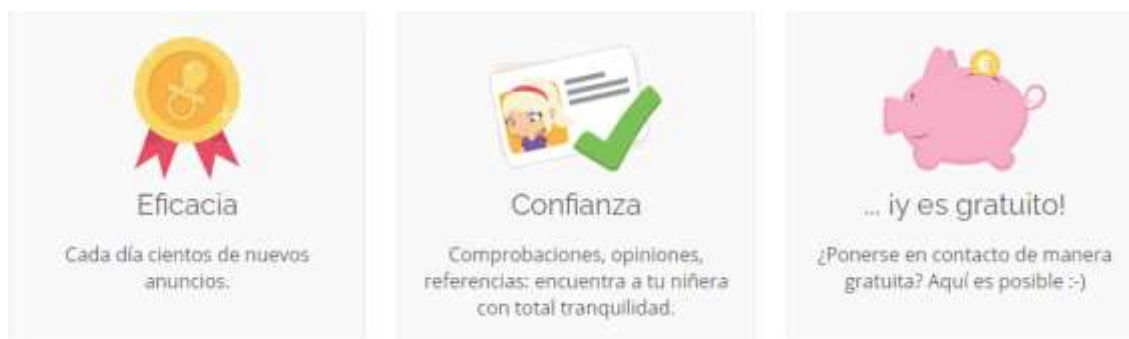 Eficacia
Cada día cientos de nuevos
anuncios.
Confianza
Comprobaciones, opiniones,
referencias: encuentra a tu niñera
con total tranquilidad.
... ¡y es gratuito!
¿Ponerse en contacto de manera
gratuita? Aquí es posible :-)